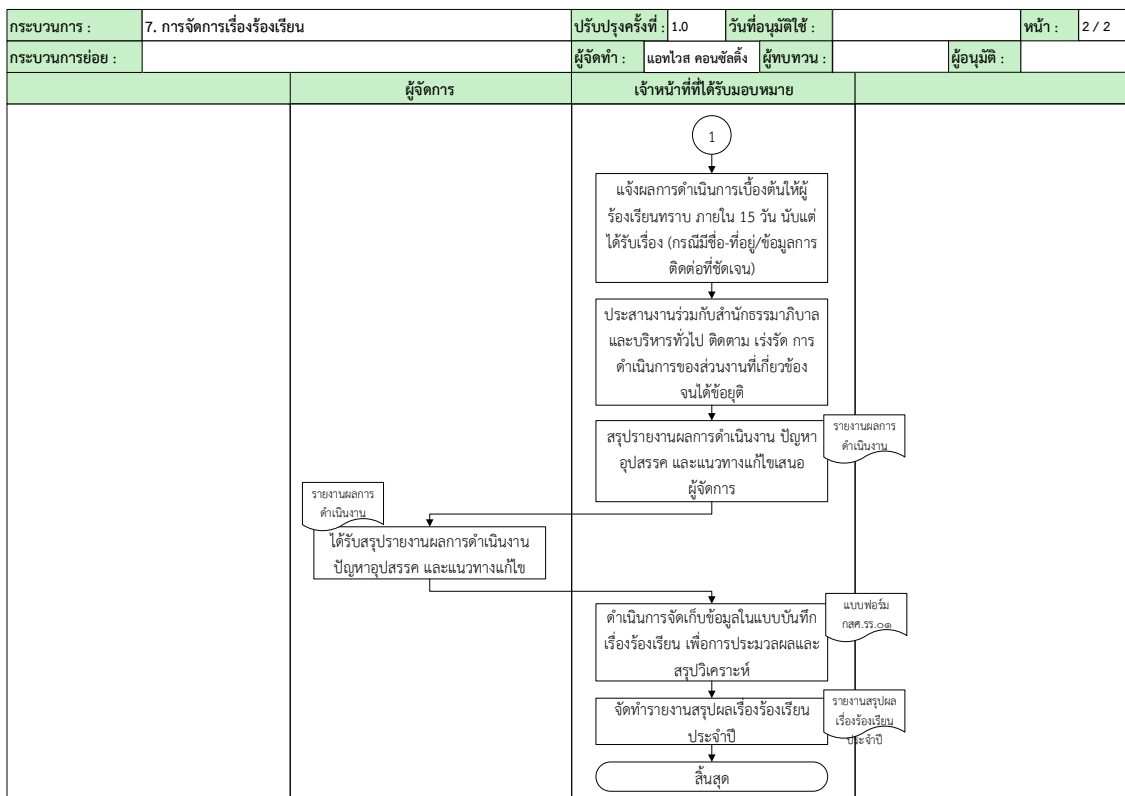 กระบวนการ : 7. การจัดการเรื่องร้องเรียน ปรับปรุงครั้งที่ : 1.0 วันที่อนุมัติใช้ : หน้า : 2 / 2
กระบวนการย่อย : ผู้จัดทำ : แอทไวส คอนซัลติ้ง ผู้ทบทวน : ผู้อนุมัติ :
ผู้จัดการ เจ้าหน้าที่ที่ได้รับมอบหมาย
1
แจ้งผลการดำเนินการเบื้องต้นให้ผู้
ร้องเรียนทราบ ภายใน 15 วัน นับแต่
ได้รับเรื่อง (กรณีมีชื่อ-ที่อยู่/ข้อมูลการ
ติดต่อที่ชัดเจน)
ประสานงานร่วมกับสำนักธรรมาภิบาล
และบริหารทั่วไป ติดตาม เร่งรัด การ
ดำเนินการของส่วนงานที่เกี่ยวข้อง
จนได้ข้อยุติ
สรุปรายงานผลการดำเนินงาน ปัญหา
อุปสรรค และแนวทางแก้ไขเสนอ
ผู้จัดการ
รายงานผลการ
ดำเนินงาน
รายงานผลการ
ดำเนินงาน
ได้รับสรุปรายงานผลการดำเนินงาน
ปัญหาอุปสรรค และแนวทางแก้ไข
ดำเนินการจัดเก็บข้อมูลในแบบบันทึก
เรื่องร้องเรียน เพื่อการประมวลผลและ
สรุปวิเคราะห์
แบบฟอร์ม
กสศ.รร.๐๑
จัดทำรายงานสรุปผลเรื่องร้องเรียน
ประจำปี
รายงานสรุปผล
เรื่องร้องเรียน
ประจำปี
สิ้นสุด